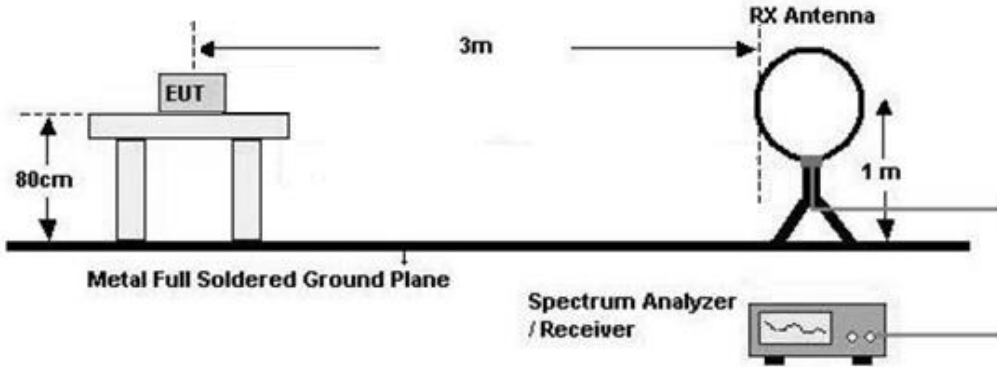 RX Antenna
3m
EUT
80cm
1 m
Metal Full Soldered Ground Plane
Spectrum Analyzer
/ Receiver